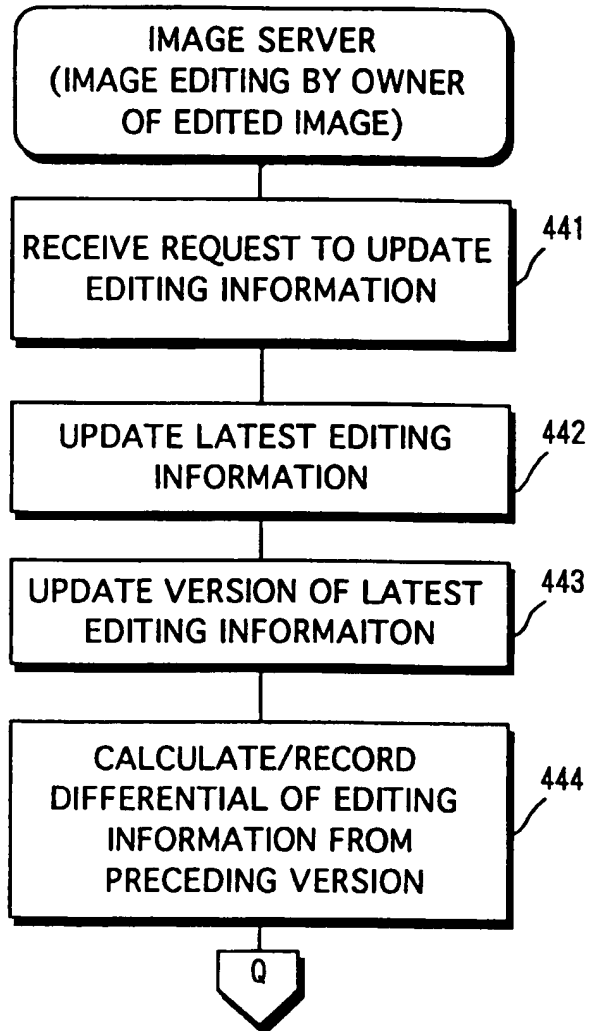 IMAGE SERVER
(IMAGE EDITING BY OWNER
OF EDITED IMAGE)
RECEIVE REQUEST TO UPDATE
EDITING INFORMATION
441
UPDATE LATEST EDITING
INFORMATION
442
UPDATE VERSION OF LATEST
EDITING INFORMAITON
443
CALCULATE/RECORD
DIFFERENTIAL OF EDITING
INFORMATION FROM
PRECEDING VERSION
444
Q